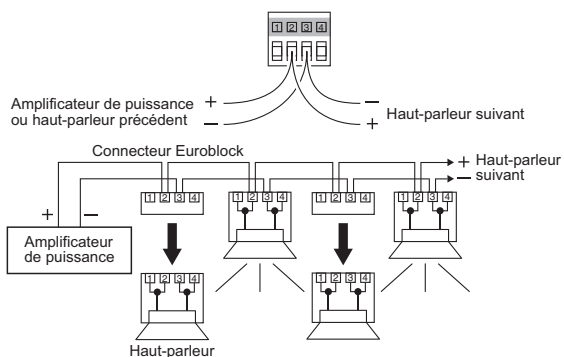 1 2 3 4
Amplificateur de puissance
ou haut-parleur précédent
+
−
−
+
Haut-parleur suivant
Connecteur Euroblock
+
−
Haut-parleur
suivant
1 2 3 4
1 2 3 4
1 2 3 4
1 2 3 4
+
−
Amplificateur
de puissance
1 2 3 4
1 2 3 4
Haut-parleur